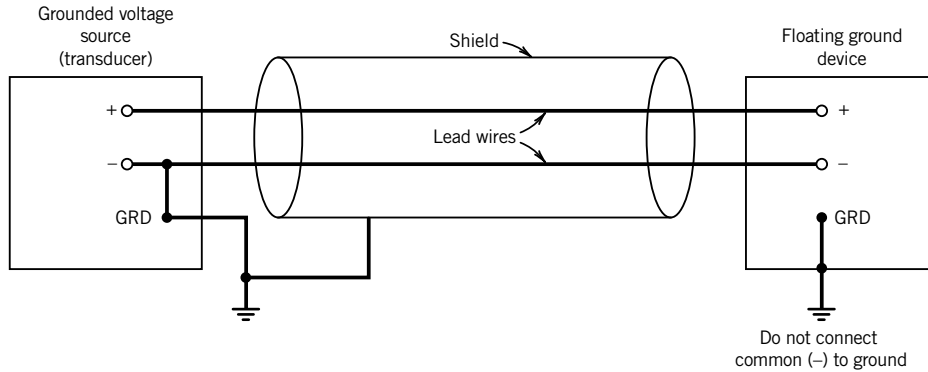 Grounded voltage
source
(transducer)
Shield
Floating ground
device
+
+
Lead wires
–
–
GRD
GRD
Do not connect
common (–) to ground